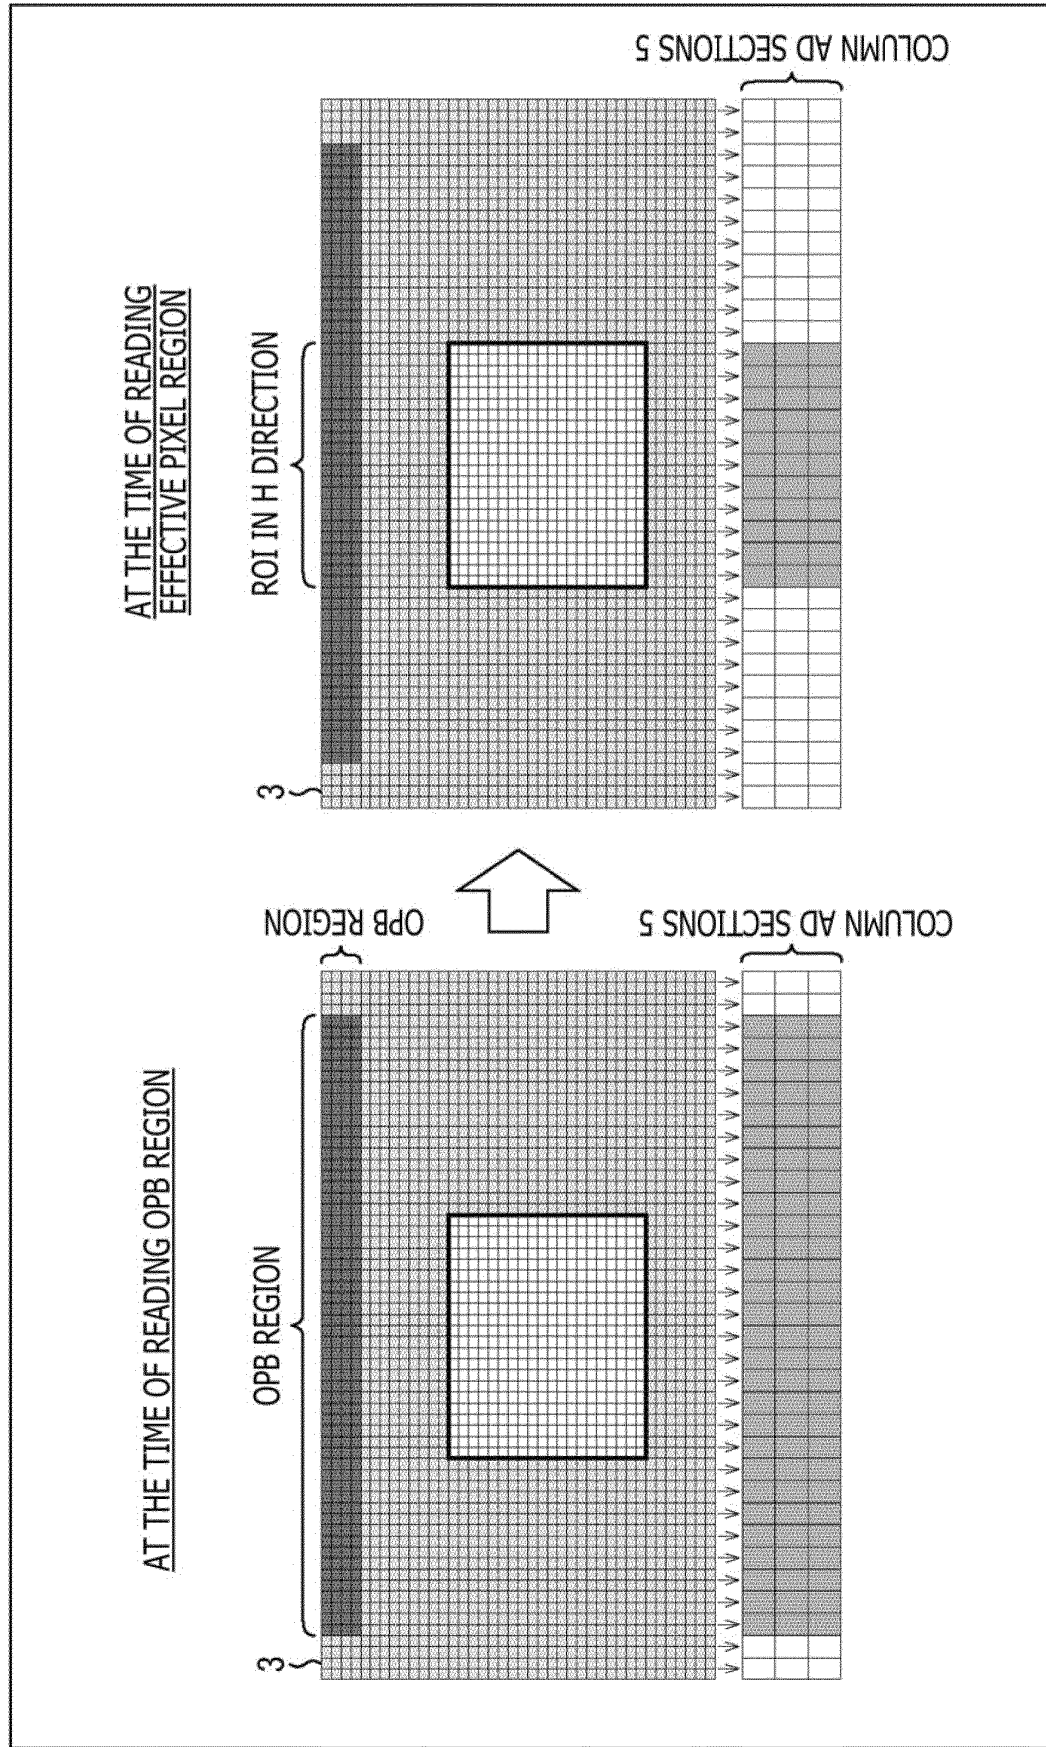 AT THE TIME OF READING OPB REGION
OPB REGION
3
OPB REGION
COLUMN AD SECTIONS 5
AT THE TIME OF READING
EFFECTIVE PIXEL REGION
ROI IN H DIRECTION
3
COLUMN AD SECTIONS 5